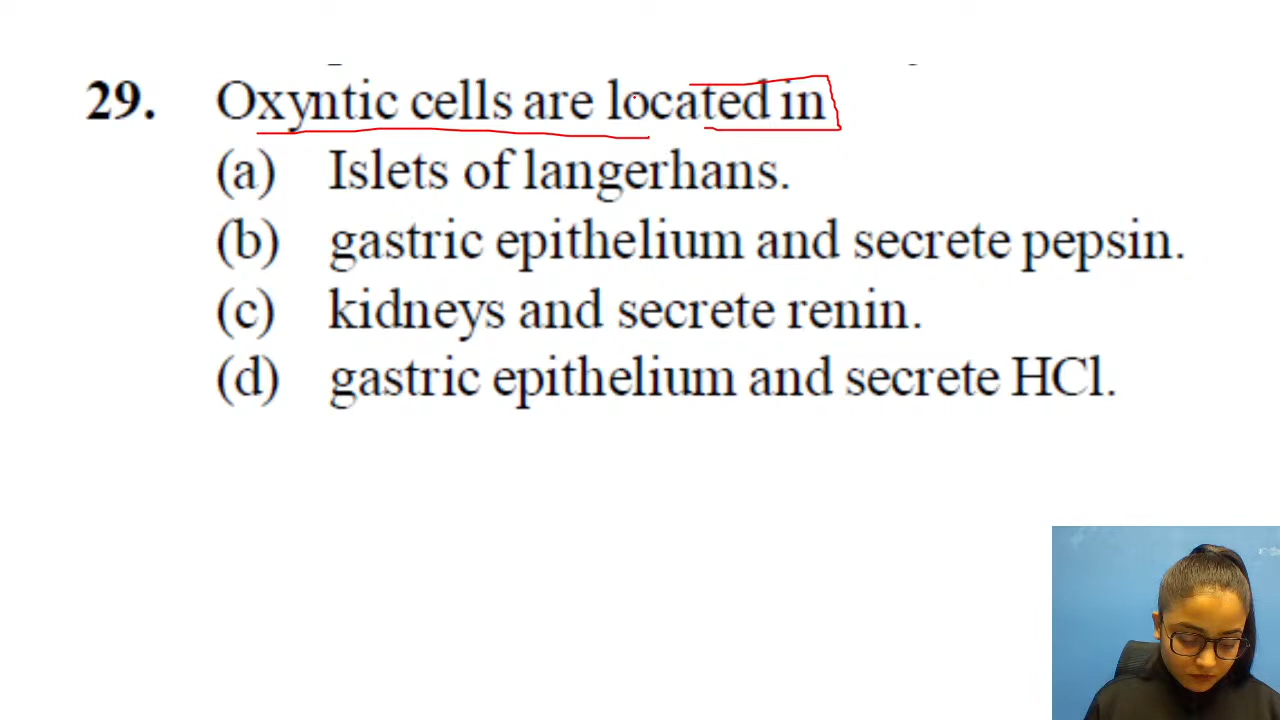 29. Oxyntic cells are located in
(a) Islets of langerhans.
(b) gastric epithelium and secrete pepsin.
(c) kidneys and secrete renin.
(d) gastric epithelium and secrete HCl.